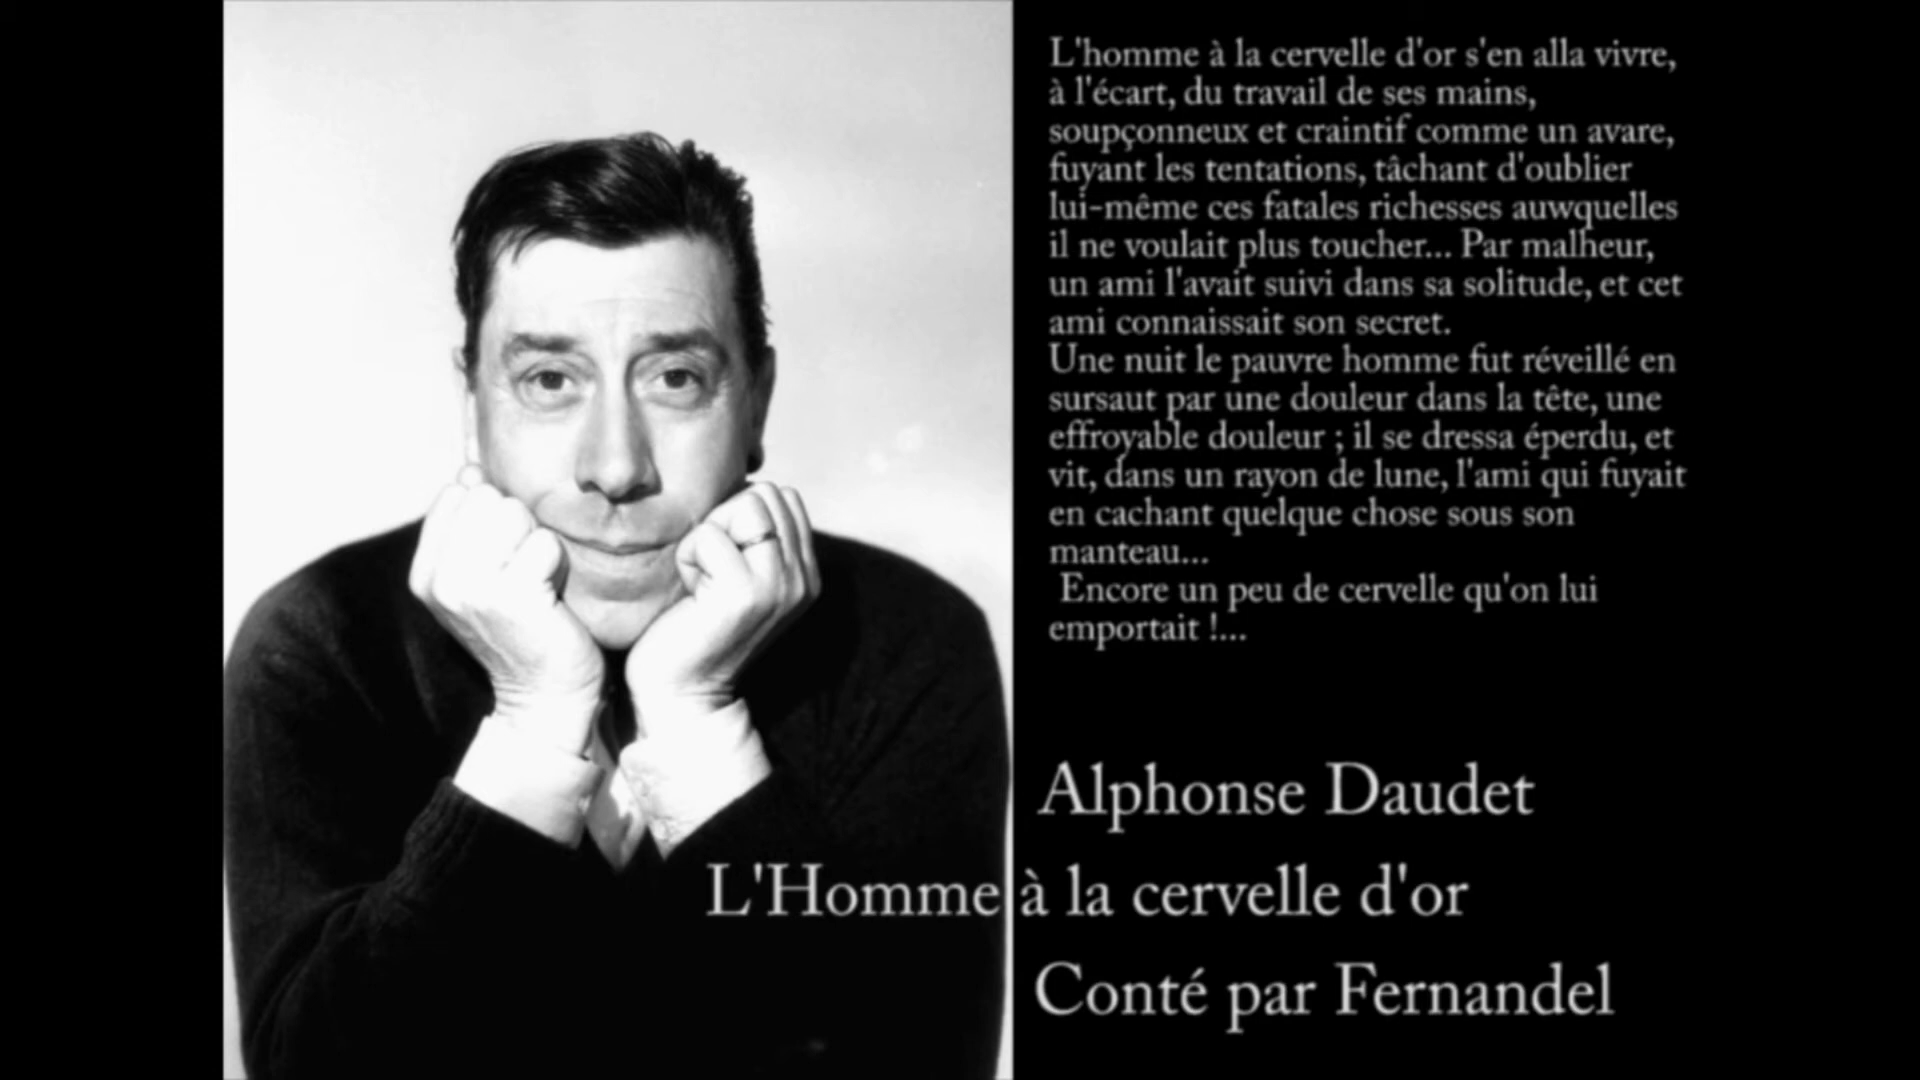 L'homme à la cervelle d'or s'en alla vivre,
à l'écart, du travail de ses mains,
soupçonneux et craintif comme un avare,
fuyant les tentations, tâchant d'oublier
lui-même ces fatales richesses auwquelles
il ne voulait plus toucher... Par malheur,
un ami l'avait suivi dans sa solitude, et cet
ami connaissait son secret.
Une nuit le pauvre homme fut réveillé en
sursaut par une douleur dans la tête, une
effroyable douleur ; il se dressa éperdu, et
vit, dans un rayon de lune, l'ami qui fuyait
en cachant quelque chose sous son
manteau...
Encore un peu de cervelle qu'on lui
emportait !...
Alphonse Daudet
L'Homme à la cervelle d'or
Conté par Fernandel